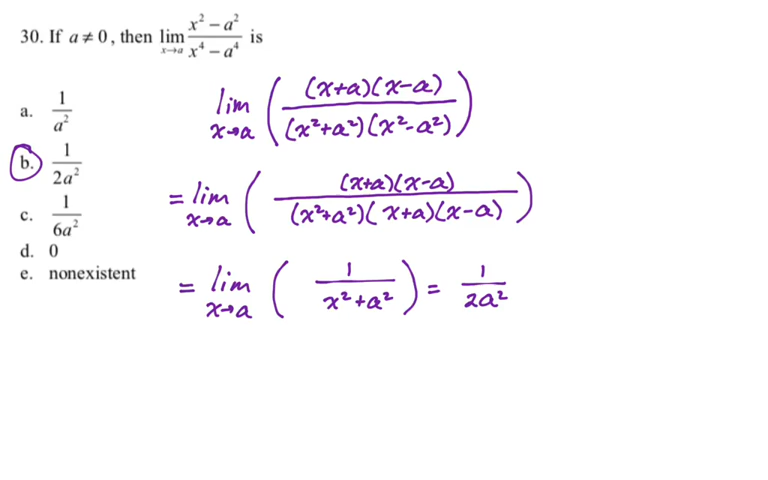 30. If a ≠ 0, then lim x→a (x² – a²)/(x⁴ – a⁴) is
a. 1/a²
b. 1/2a²
c. 1/6a²
d. 0
e. nonexistent
lim x→a ( (x+a)(x-a) / (x²+a²)(x²-a²) )
= lim x→a ( (x+a)(x-a) / (x²+a²)(x+a)(x-a) )
= lim x→a ( 1 / x²+a² ) = 1/2a²